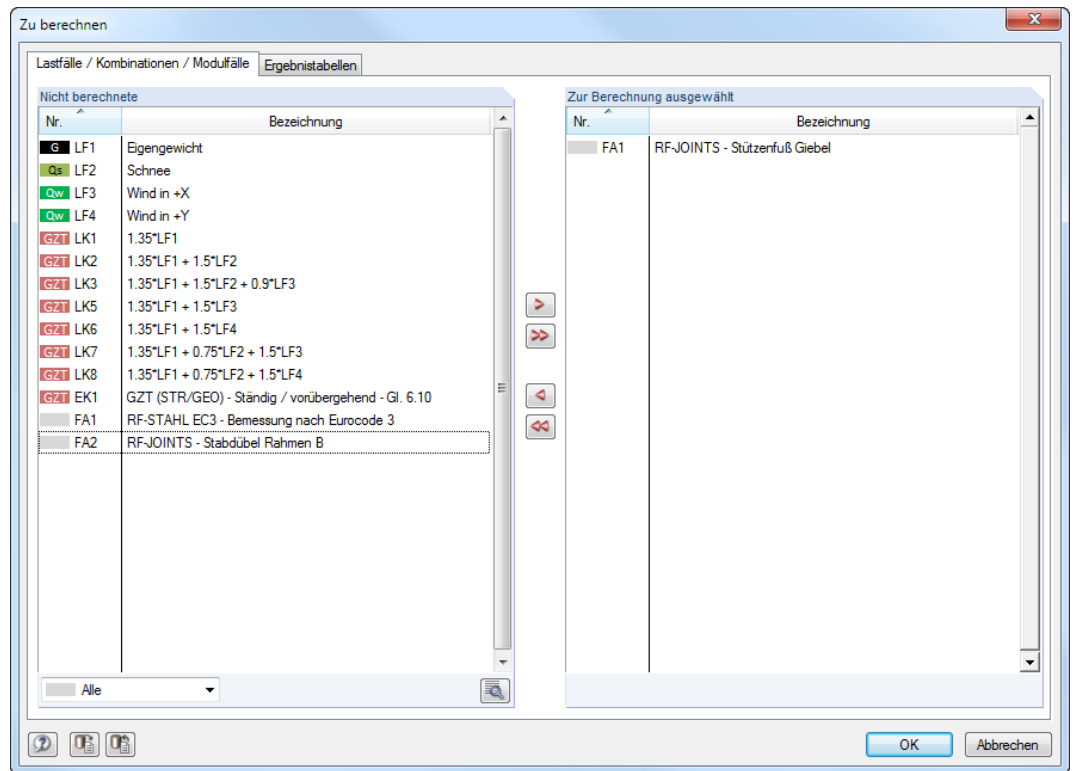 Zu berechnen
Lastfälle / Kombinationen / Modulfälle Ergebnistabellen
Nicht berechnete
Nr. Bezeichnung
G LF1 Eigengewicht
Qs LF2 Schnee
Qw LF3 Wind in +X
Qw LF4 Wind in +Y
GZT LK1 1.35*LF1
GZT LK2 1.35*LF1 + 1.5*LF2
GZT LK3 1.35*LF1 + 1.5*LF2 + 0.9*LF3
GZT LK5 1.35*LF1 + 1.5*LF3
GZT LK6 1.35*LF1 + 1.5*LF4
GZT LK7 1.35*LF1 + 0.75*LF2 + 1.5*LF3
GZT LK8 1.35*LF1 + 0.75*LF2 + 1.5*LF4
GZT EK1 GZT (STR/GEO) - Ständig / vorübergehend - Gl. 6.10
FA1 RF-STAHL EC3 - Bemessung nach Eurocode 3
FA2 RF-JOINTS - Stabdübel Rahmen B
Alle
Zur Berechnung ausgewählt
Nr. Bezeichnung
FA1 RF-JOINTS - Stützenfuß Giebel
OK Abbrechen